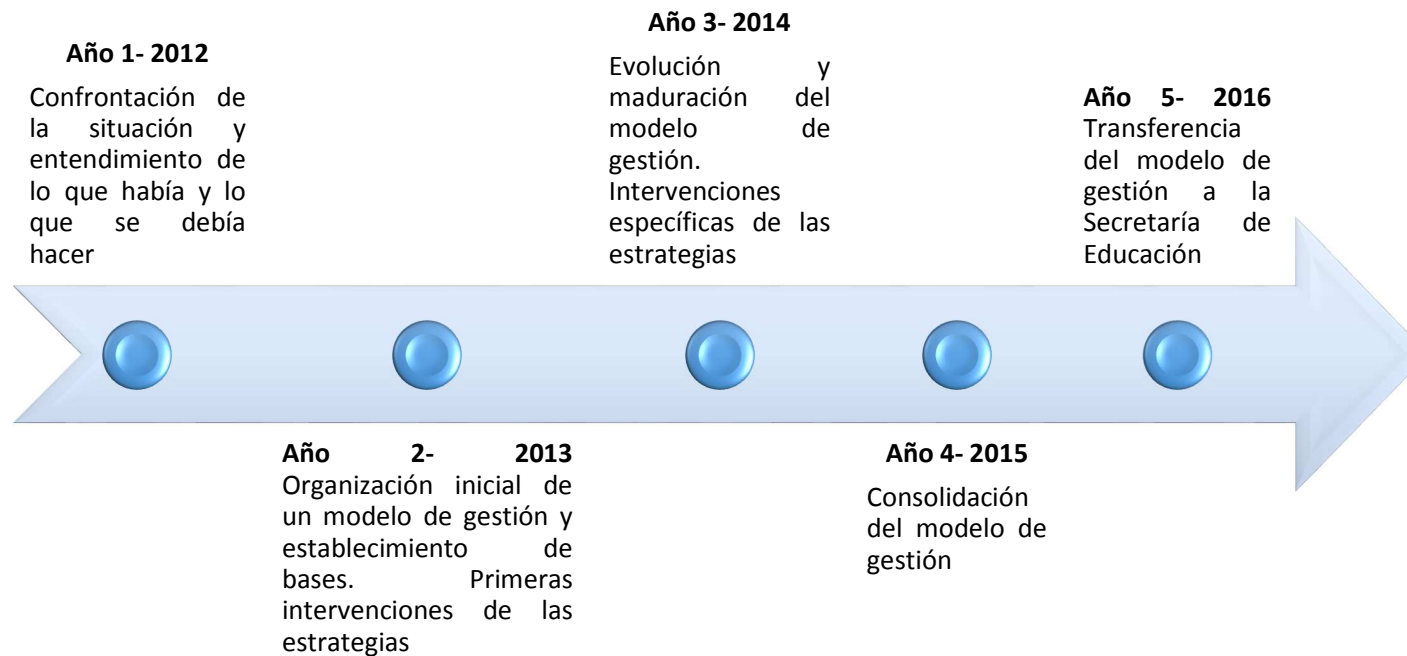 Año 1- 2012
Confrontación de
la situación y
entendimiento de
lo que había y lo
que se debía
hacer
Año 2- 2013
Organización inicial de
un modelo de gestión y
establecimiento de
bases. Primeras
intervenciones de las
estrategias
Año 3- 2014
Evolución y
maduración del
modelo de
gestión.
Intervenciones
específicas de las
estrategias
Año 4- 2015
Consolidación
del modelo de
gestión
Año 5- 2016
Transferencia
del modelo de
gestión a la
Secretaría de
Educación